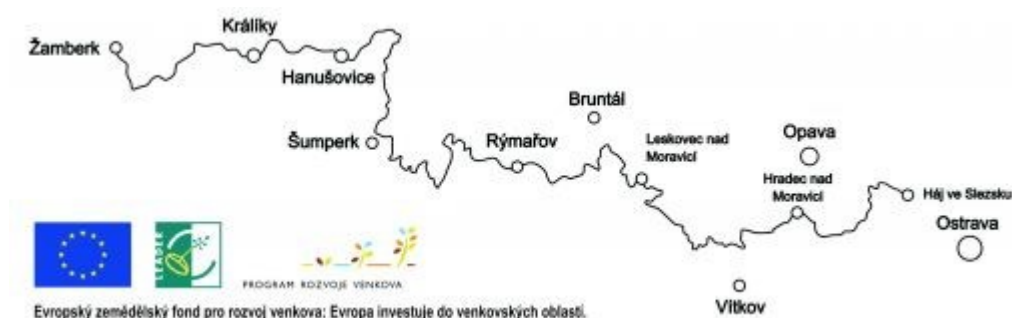 Žamberk
Králíky
Hanušovice
Šumperk
Rýmařov
Bruntál
Leskovec nad
Moravicí
Opava
Hradec nad
Moravicí
Háj ve Slezsku
Ostrava
Vítkov
LEADER
PROGRAM ROZVOJE VENKOVA
Evropský zemědělský fond pro rozvoj venkova: Evropa investuje do venkovských oblastí.